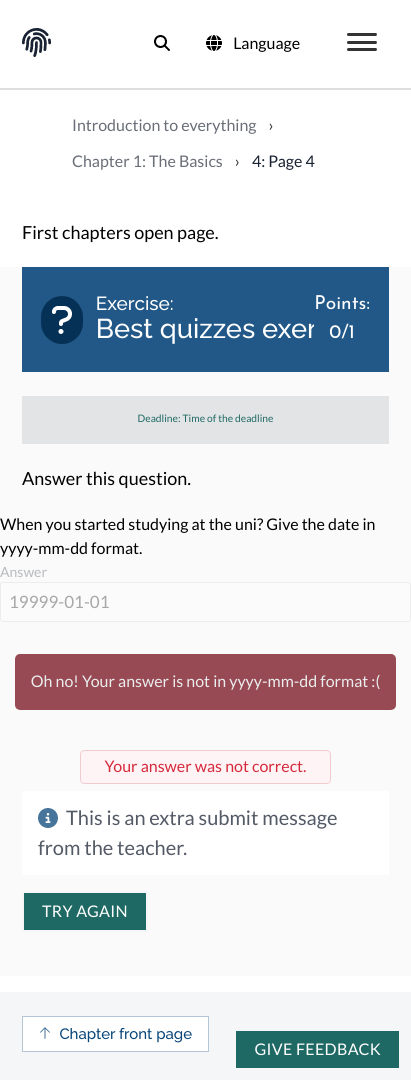 Language
Introduction to everything ›
Chapter 1: The Basics › 4: Page 4
First chapters open page.
Exercise:
Best quizzes exer
Points:
0/1
Deadline: Time of the deadline
Answer this question.
When you started studying at the uni? Give the date in
yyyy-mm-dd format.
Answer
19999-01-01
Oh no! Your answer is not in yyyy-mm-dd format :(
Your answer was not correct.
This is an extra submit message
from the teacher.
TRY AGAIN
↑ Chapter front page
GIVE FEEDBACK